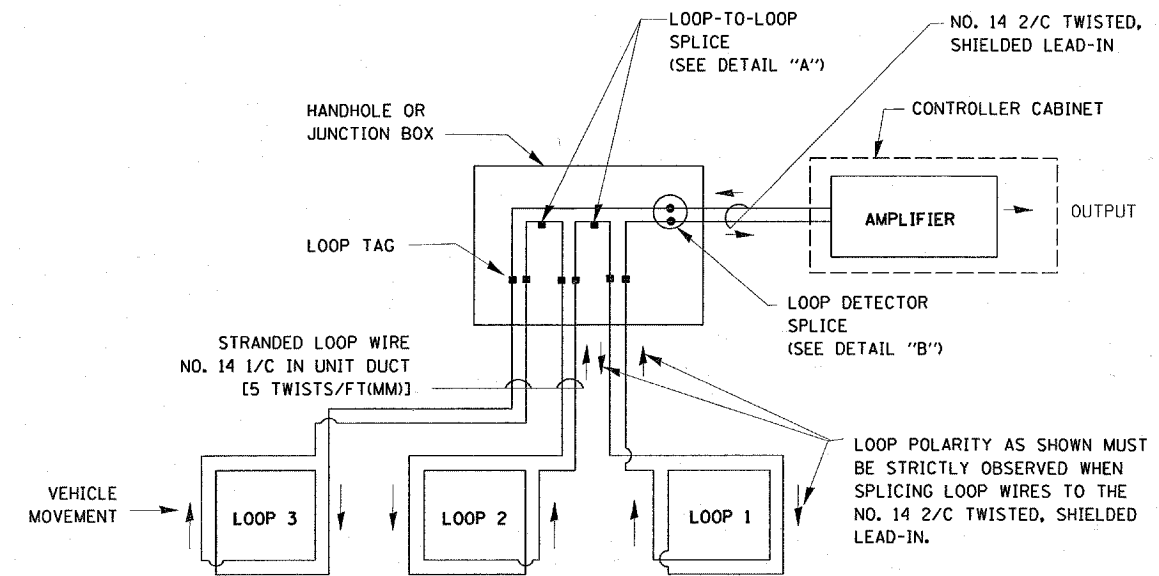 LOOP-TO-LOOP
SPLICE
(SEE DETAIL "A")
NO. 14 2/C TWISTED,
SHIELDED LEAD-IN
HANDHOLE OR
JUNCTION BOX
CONTROLLER CABINET
AMPLIFIER
OUTPUT
LOOP TAG
LOOP DETECTOR
SPLICE
(SEE DETAIL "B")
STRANDED LOOP WIRE
NO. 14 1/C IN UNIT DUCT
[5 TWISTS/FT(MM)]
LOOP POLARITY AS SHOWN MUST
BE STRICTLY OBSERVED WHEN
SPLICING LOOP WIRES TO THE
NO. 14 2/C TWISTED, SHIELDED
LEAD-IN.
VEHICLE
MOVEMENT
LOOP 3
LOOP 2
LOOP 1